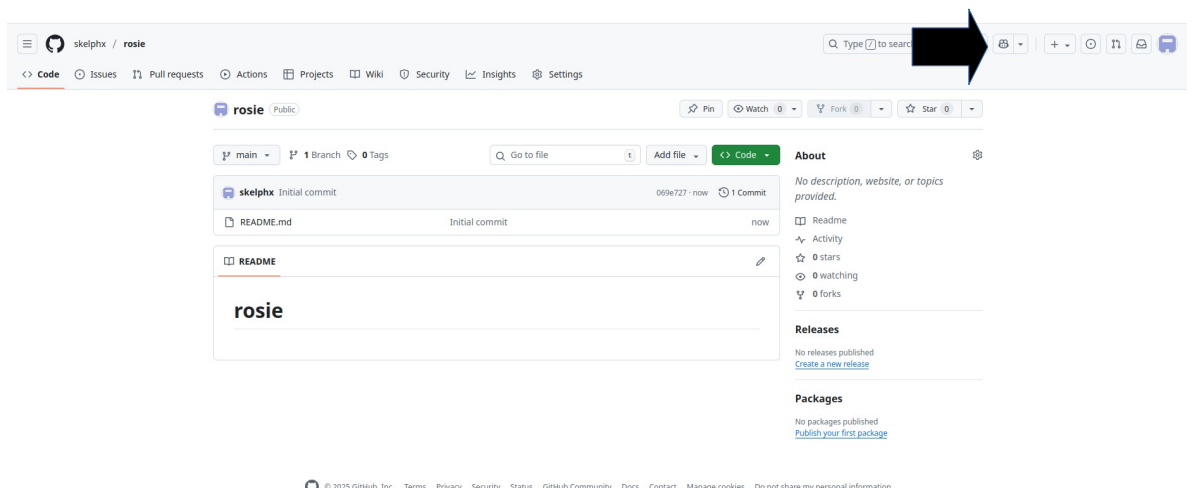 skelphx / rosie
Type / to search
Code Issues Pull requests Actions Projects Wiki Security Insights Settings
rosie Public
Pin Watch 0 Fork 0 Star 0
main 1 Branch 0 Tags Go to file t Add file Code
skelphx Initial commit 069e727 · now 1 Commit
README.md Initial commit now
README
rosie
About
No description, website, or topics
provided.
Readme
Activity
0 stars
0 watching
0 forks
Releases
No releases published
Create a new release
Packages
No packages published
Publish your first package
© 2025 GitHub, Inc. Terms Privacy Security Status GitHub Community Docs Contact Manage cookies Do not share my personal information